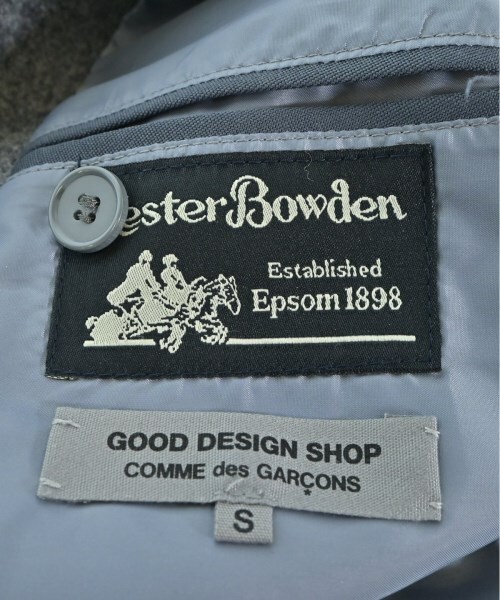 esterBowden
Established
Epsom 1898
GOOD DESIGN SHOP
COMME des GARÇONS
S